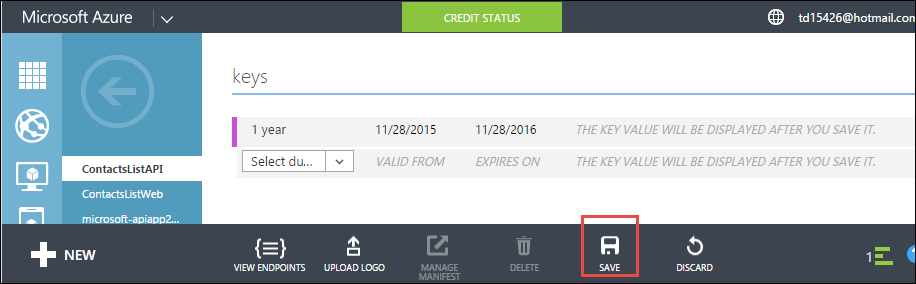 Microsoft Azure
CREDIT STATUS
td15426@hotmail.com
keys
1 year 11/28/2015 11/28/2016 THE KEY VALUE WILL BE DISPLAYED AFTER YOU SAVE IT.
Select du... VALID FROM EXPIRES ON THE KEY VALUE WILL BE DISPLAYED AFTER YOU SAVE IT.
ContactsListAPI
ContactsListWeb
microsoft-apiapp2...
NEW
VIEW ENDPOINTS
UPLOAD LOGO
MANAGE
MANIFEST
DELETE
SAVE
DISCARD
1